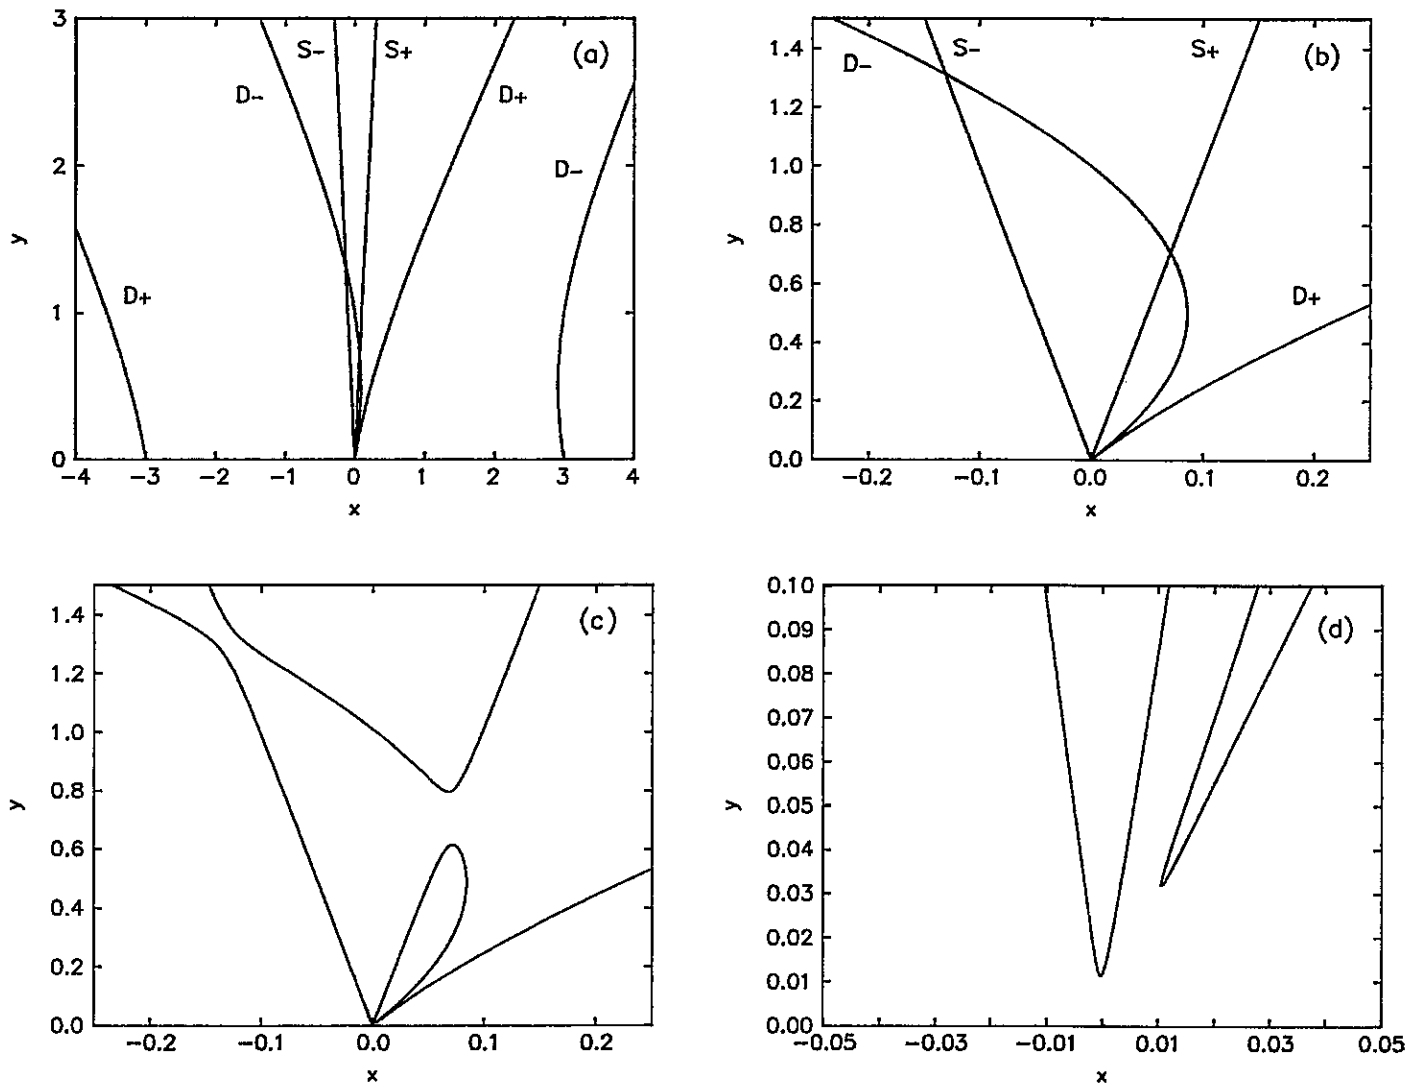 3
S− S+ (a)
D− D+
2
D−
y
1 D+
0
−4 −3 −2 −1 0 1 2 3 4
x
1.4 S− S+ (b)
D−
1.2
1.0
0.8
y
0.6
D+
0.4
0.2
0.0
−0.2 −0.1 0.0 0.1 0.2
x
1.4 (c)
1.2
1.0
0.8
y
0.6
0.4
0.2
0.0
−0.2 −0.1 0.0 0.1 0.2
x
0.10
0.09 (d)
0.08
0.07
0.06
0.05
y
0.04
0.03
0.02
0.01
0.00
−0.05 −0.03 −0.01 0.01 0.03 0.05
x